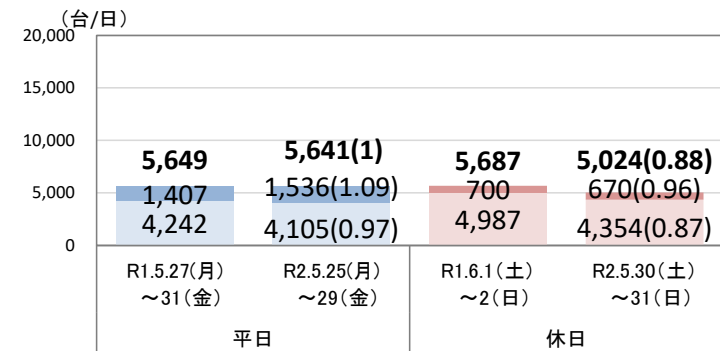 （台/日）
20,000
15,000
10,000
5,000
0
5,649
1,407
4,242
5,641(1)
1,536(1.09)
4,105(0.97)
5,687
700
4,987
5,024(0.88)
670(0.96)
4,354(0.87)
R1.5.27(月)
～31(金)
R2.5.25(月)
～29(金)
R1.6.1(土)
～2(日)
R2.5.30(土)
～31(日)
平日
休日